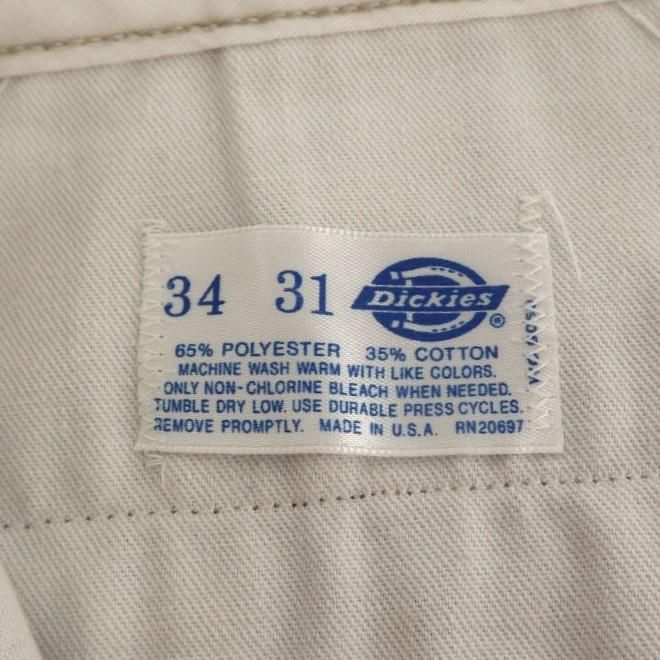 34 31 Dickies ®
65% POLYESTER 35% COTTON
MACHINE WASH WARM WITH LIKE COLORS.
ONLY NON-CHLORINE BLEACH WHEN NEEDED.
TUMBLE DRY LOW. USE DURABLE PRESS CYCLES.
REMOVE PROMPTLY. MADE IN U.S.A. RN20697